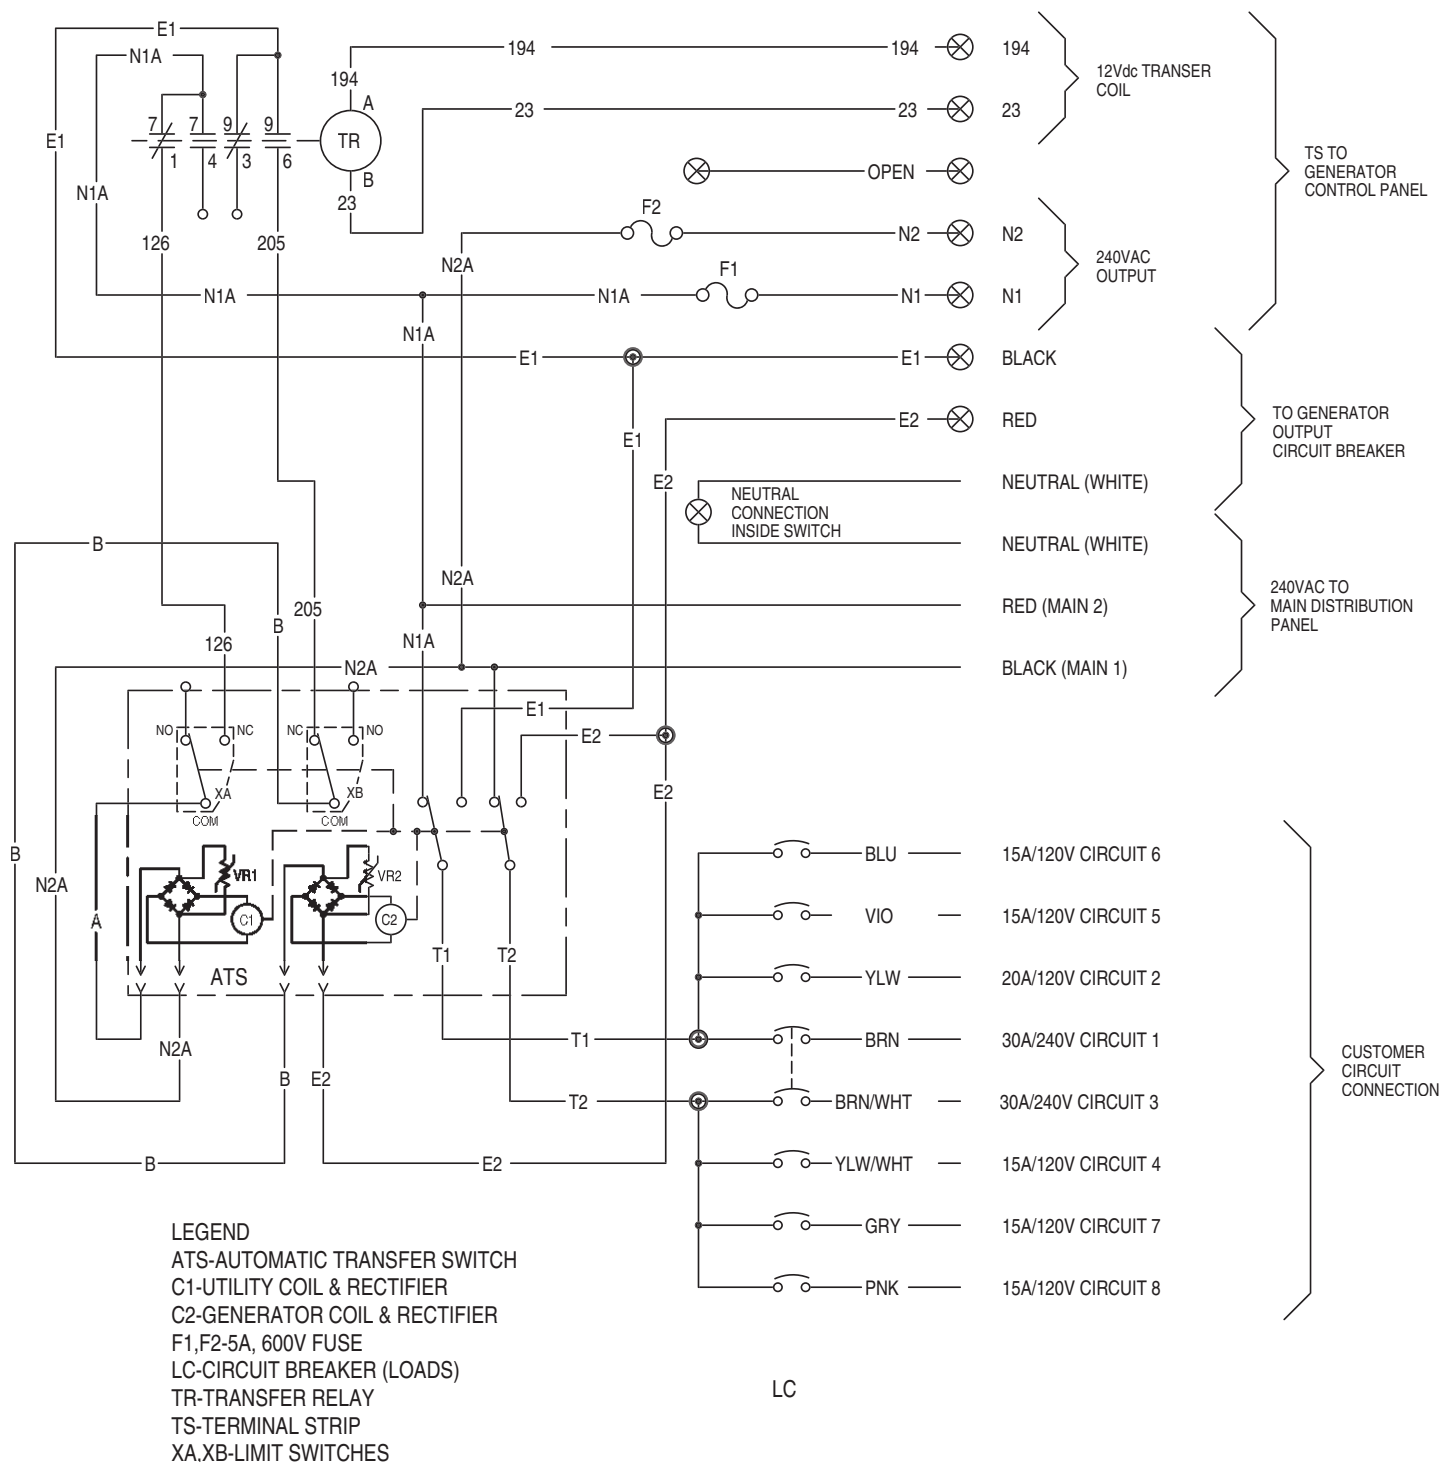 E1
194
194
194
12Vdc TRANSER
COIL
N1A
194
A
7
7
9
9
TR
1
4
3
6
B
23
23
23
23
E1
N1A
TS TO
GENERATOR
CONTROL PANEL
OPEN
F2
N2
N2
126
205
N2A
240VAC
OUTPUT
F1
N1A
N1A
N1
N1
N1A
E1
E1
BLACK
E2
RED
E1
TO GENERATOR
OUTPUT
CIRCUIT BREAKER
E2
NEUTRAL
CONNECTION
INSIDE SWITCH
NEUTRAL (WHITE)
B
NEUTRAL (WHITE)
N2A
205
B
RED (MAIN 2)
240VAC TO
MAIN DISTRIBUTION
PANEL
126
N1A
N2A
BLACK (MAIN 1)
E1
NO
NC
NC
NO
E2
XA
XB
E2
COM
COM
B
BLU
15A/120V CIRCUIT 6
N2A
VR1
VR2
A
C1
C2
VIO
15A/120V CIRCUIT 5
T1
T2
ATS
YLW
20A/120V CIRCUIT 2
N2A
T1
BRN
30A/240V CIRCUIT 1
CUSTOMER
CIRCUIT
CONNECTION
B
E2
T2
BRN/WHT
30A/240V CIRCUIT 3
B
E2
YLW/WHT
15A/120V CIRCUIT 4
GRY
15A/120V CIRCUIT 7
PNK
15A/120V CIRCUIT 8
LEGEND
ATS-AUTOMATIC TRANSFER SWITCH
C1-UTILITY COIL & RECTIFIER
C2-GENERATOR COIL & RECTIFIER
F1,F2-5A, 600V FUSE
LC-CIRCUIT BREAKER (LOADS)
TR-TRANSFER RELAY
TS-TERMINAL STRIP
XA,XB-LIMIT SWITCHES
LC